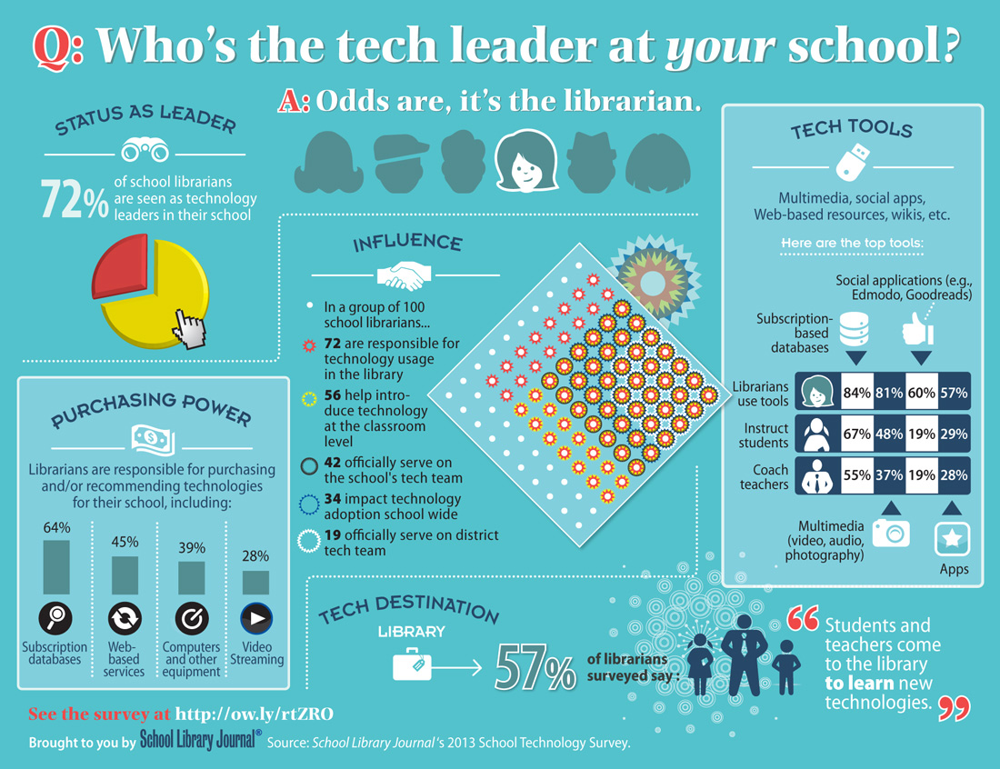 Q: Who's the tech leader at your school?
A: Odds are, it's the librarian.
STATUS AS LEADER
72%
of school librarians
are seen as technology
leaders in their school
PURCHASING POWER
$
Librarians are responsible for purchasing
and/or recommending technologies
for their school, including:
64%
45%
39%
28%
Subscription
databases
Web-
based
services
Computers
and other
equipment
Video
Streaming
INFLUENCE
In a group of 100
school librarians...
72 are responsible for
technology usage
in the library
56 help intro-
duce technology
at the classroom
level
42 officially serve on
the school's tech team
34 impact technology
adoption school wide
19 officially serve on district
tech team
TECH TOOLS
Multimedia, social apps,
Web-based resources, wikis, etc.
Here are the top tools:
Social applications (e.g.,
Edmodo, Goodreads)
Subscription-
based
databases
Librarians
use tools
84% 81% 60% 57%
Instruct
students
67% 48% 19% 29%
Coach
teachers
55% 37% 19% 28%
Multimedia
(video, audio,
photography)
Apps
TECH DESTINATION
LIBRARY
57%
of librarians
surveyed say :
“ Students and
teachers come
to the library
to learn new
technologies. ”
See the survey at http://ow.ly/rtZRO
Brought to you by School Library Journal® Source: School Library Journal's 2013 School Technology Survey.